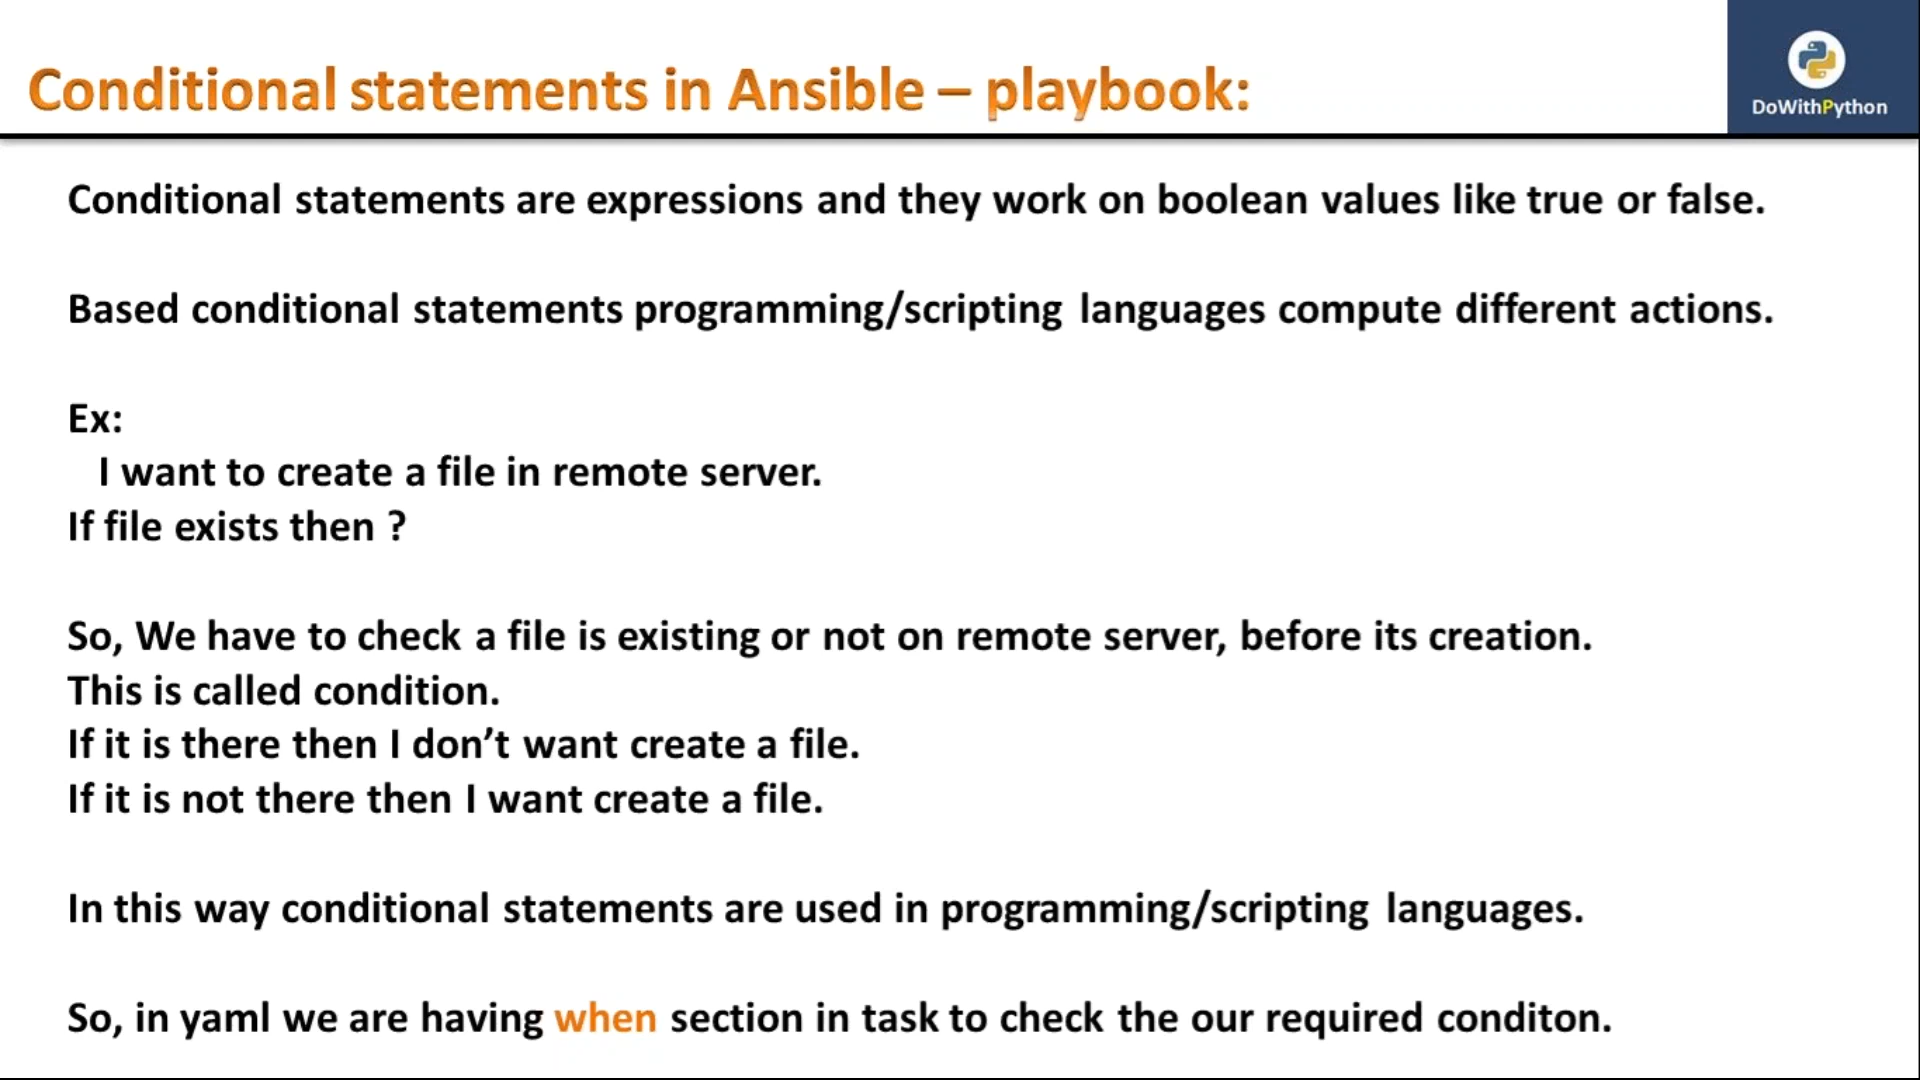 Conditional statements in Ansible – playbook:
DoWithPython
Conditional statements are expressions and they work on boolean values like true or false.
Based conditional statements programming/scripting languages compute different actions.
Ex:
I want to create a file in remote server.
If file exists then ?
So, We have to check a file is existing or not on remote server, before its creation.
This is called condition.
If it is there then I don’t want create a file.
If it is not there then I want create a file.
In this way conditional statements are used in programming/scripting languages.
So, in yaml we are having when section in task to check the our required conditon.